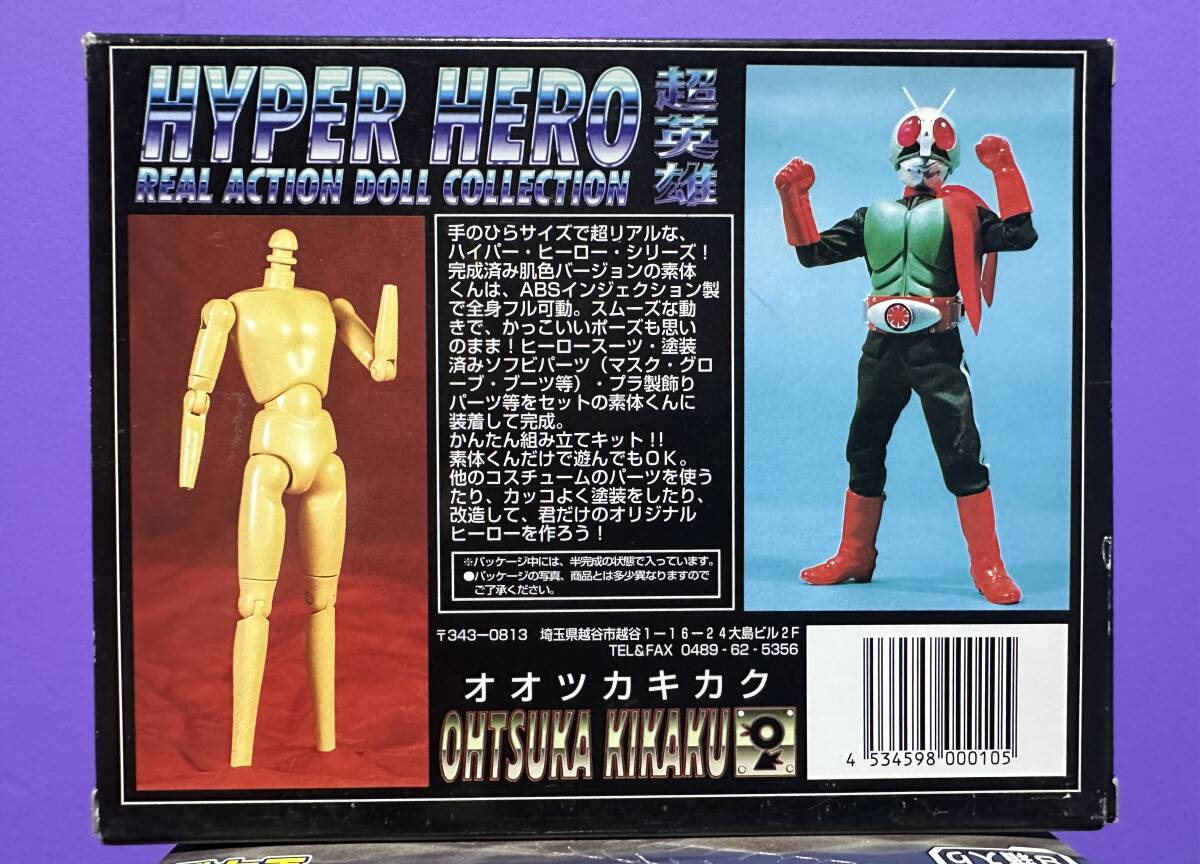 HYPER HERO
超英雄
REAL ACTION DOLL COLLECTION
手のひらサイズで超リアルな、
ハイパー・ヒーロー・シリーズ！
完成済み肌色バージョンの素体
くんは、ABSインジェクション製
で全身フル可動。スムーズな動
きで、かっこいいポーズも思い
のまま！ヒーロースーツ・塗装
済みソフビパーツ（マスク・グロ
ーブ・ブーツ等）・プラ製飾り
パーツ等をセットの素体くんに
装着して完成。
かんたん組み立てキット!!
素体くんだけで遊んでもOK。
他のコスチュームのパーツを使う
たり、カッコよく塗装をしたり、
改造して、君だけのオリジナル
ヒーローを作ろう！
※パッケージ中には、半完成の状態で入っています。
●パッケージの写真、商品とは多少異なりますので
ご了承ください。
〒343－0813 埼玉県越谷市越谷1－16－24大島ビル2F
TEL&FAX 0489-62-5356
オオツカキカク
OHTSUKA KIKAKU
4 534598 000105